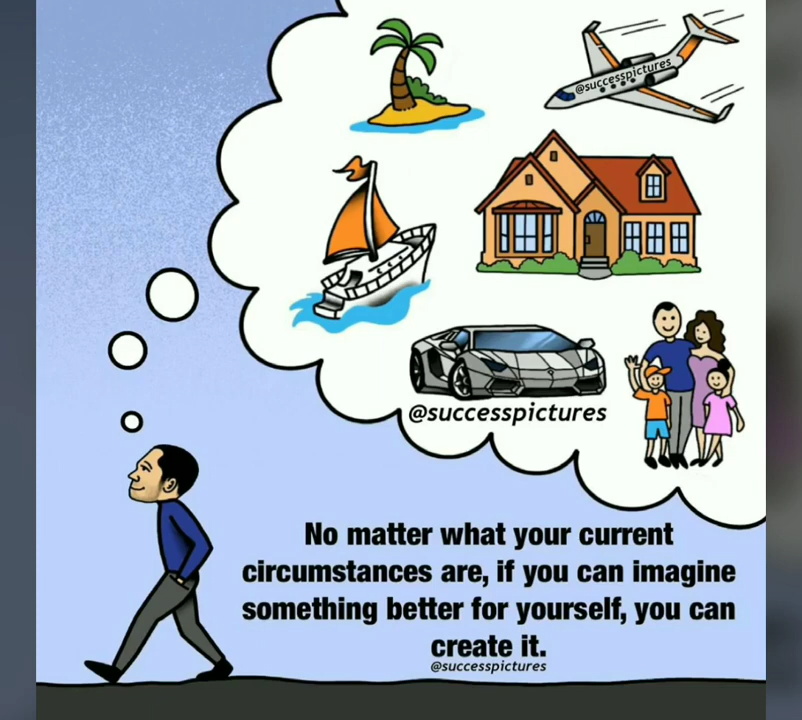 @successpictures
@successpictures
No matter what your current
circumstances are, if you can imagine
something better for yourself, you can
create it.
@successpictures